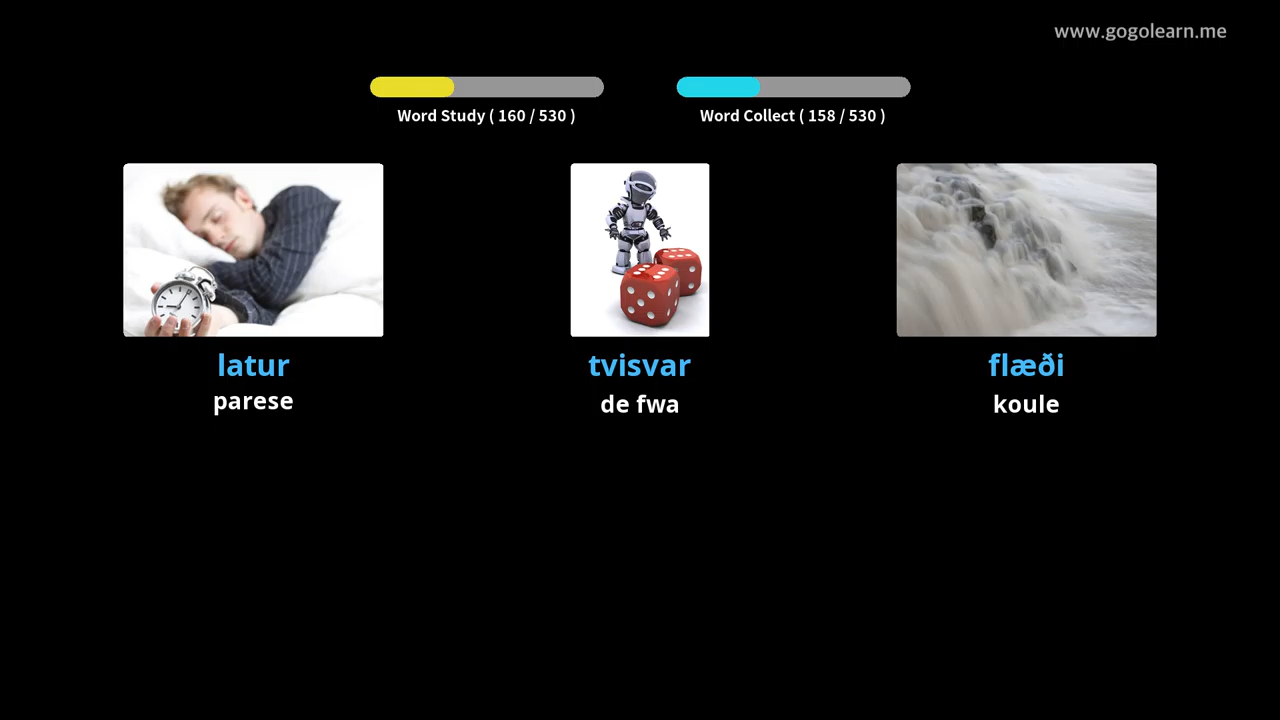 www.gogolearn.me
Word Study ( 160 / 530 )
Word Collect ( 158 / 530 )
latur
tvisvar
flæði
parese
de fwa
koule